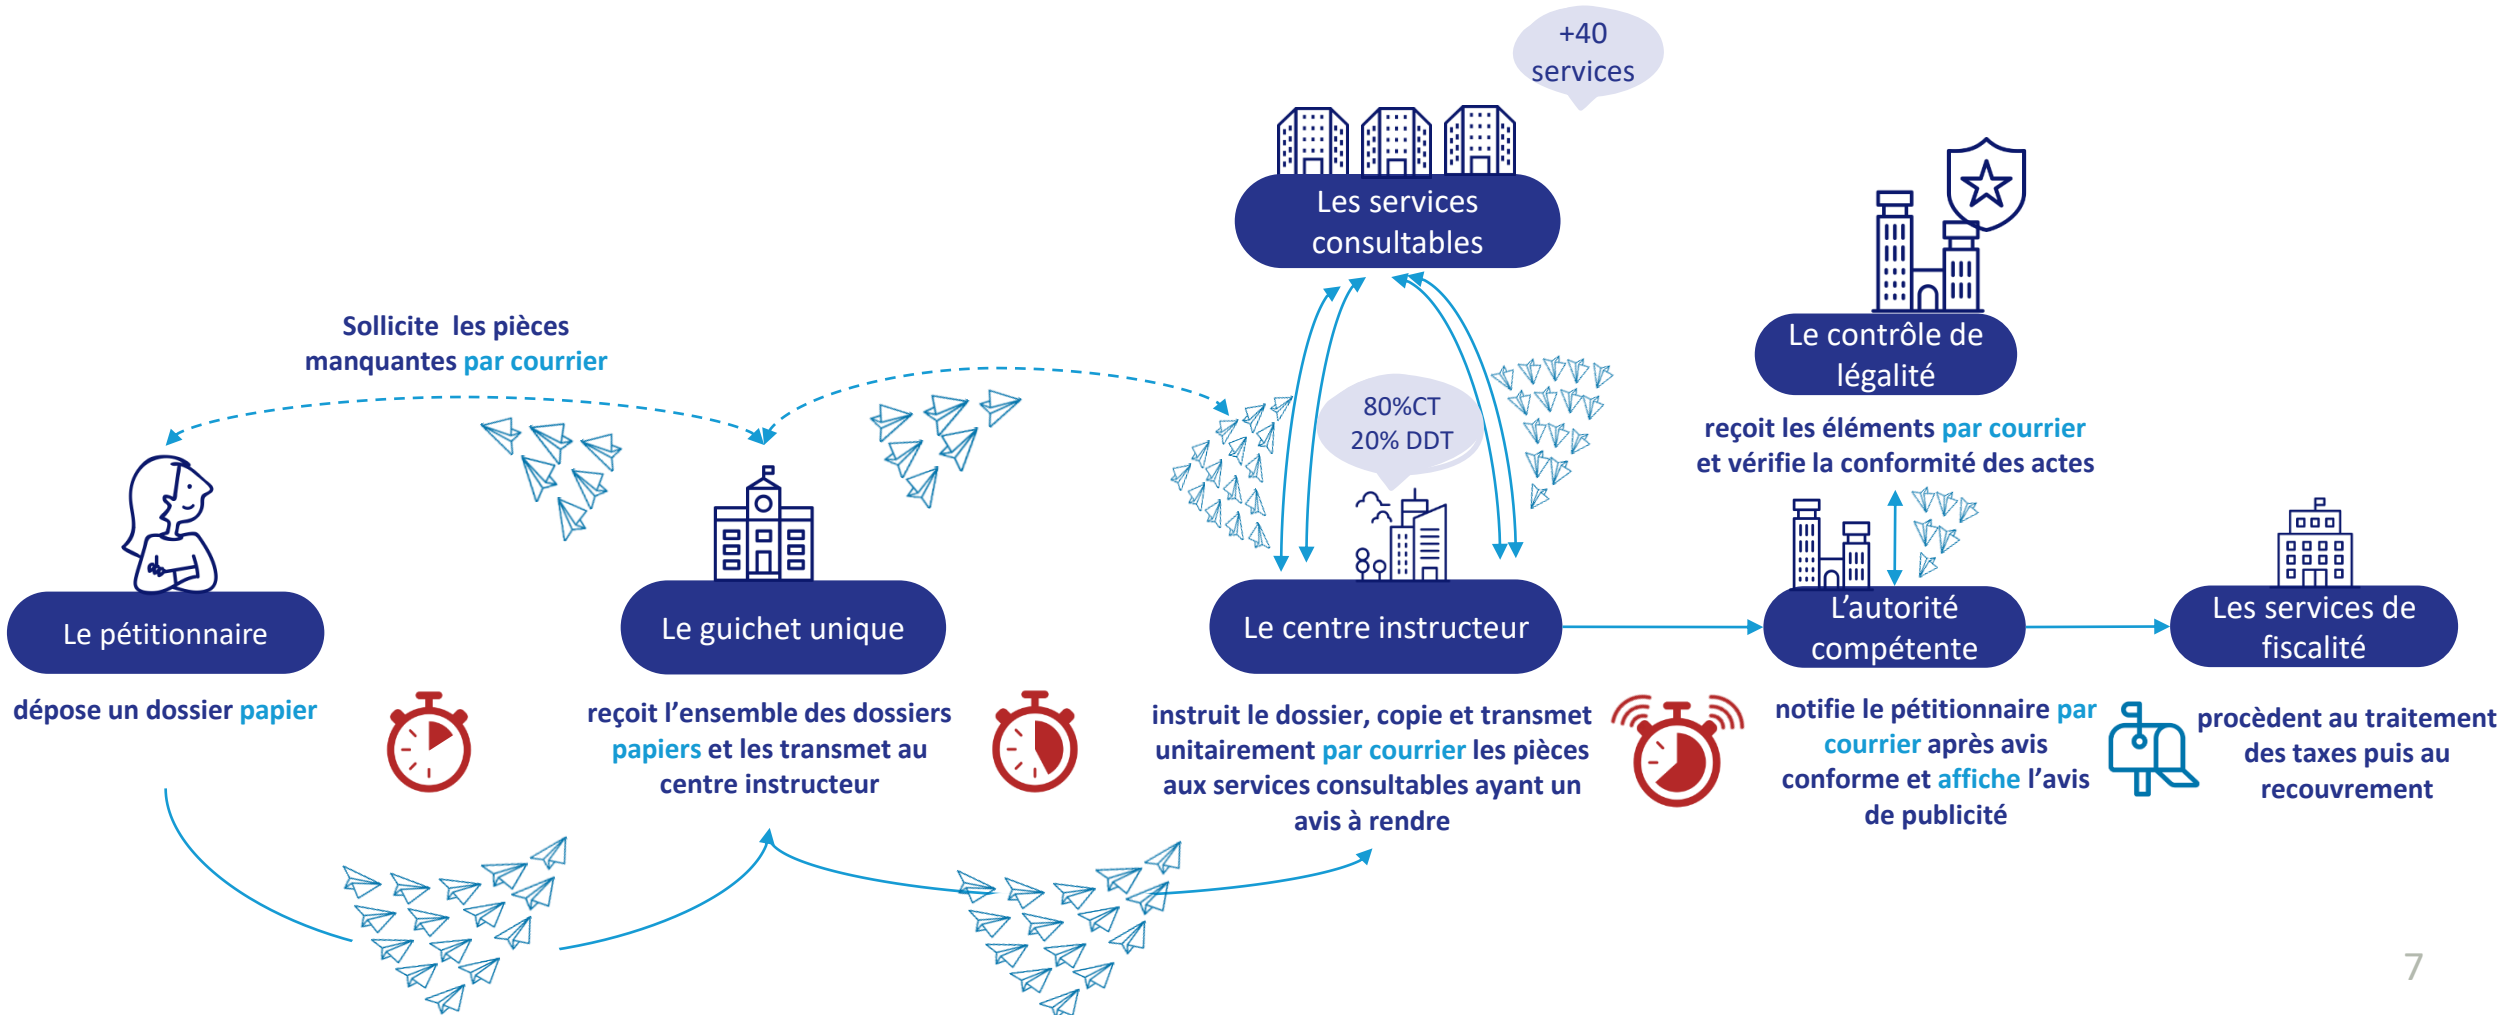 +40
services
Les services
consultables
Sollicite  les pièces
manquantes par courrier
80%CT
20% DDT
Le contrôle de
légalité
reçoit les éléments par courrier
et vérifie la conformité des actes
Le pétitionnaire
dépose un dossier papier
Le guichet unique
reçoit l'ensemble des dossiers
papiers et les transmet au
centre instructeur
Le centre instructeur
instruit le dossier, copie et transmet
unitairement par courrier les pièces
aux services consultables ayant un
avis à rendre
L'autorité
compétente
notifie le pétitionnaire par
courrier après avis
conforme et affiche l'avis
de publicité
Les services de
fiscalité
procèdent au traitement
des taxes puis au
recouvrement
7